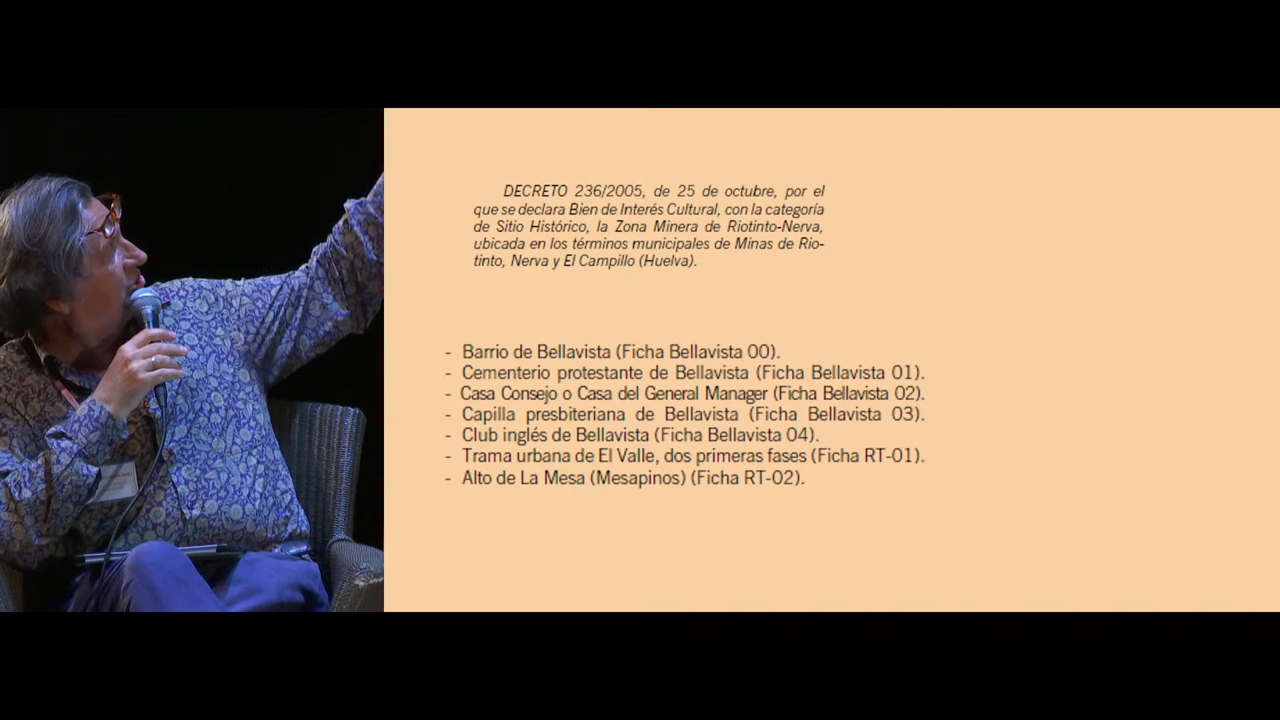 DECRETO 236/2005, de 25 de octubre, por el
que se declara Bien de Interés Cultural, con la categoría
de Sitio Histórico, la Zona Minera de Riotinto-Nerva,
ubicada en los términos municipales de Minas de Rio-
tinto, Nerva y El Campillo (Huelva).
- Barrio de Bellavista (Ficha Bellavista 00).
- Cementerio protestante de Bellavista (Ficha Bellavista 01).
- Casa Consejo o Casa del General Manager (Ficha Bellavista 02).
- Capilla presbiteriana de Bellavista (Ficha Bellavista 03).
- Club inglés de Bellavista (Ficha Bellavista 04).
- Trama urbana de El Valle, dos primeras fases (Ficha RT-01).
- Alto de La Mesa (Mesapinos) (Ficha RT-02).